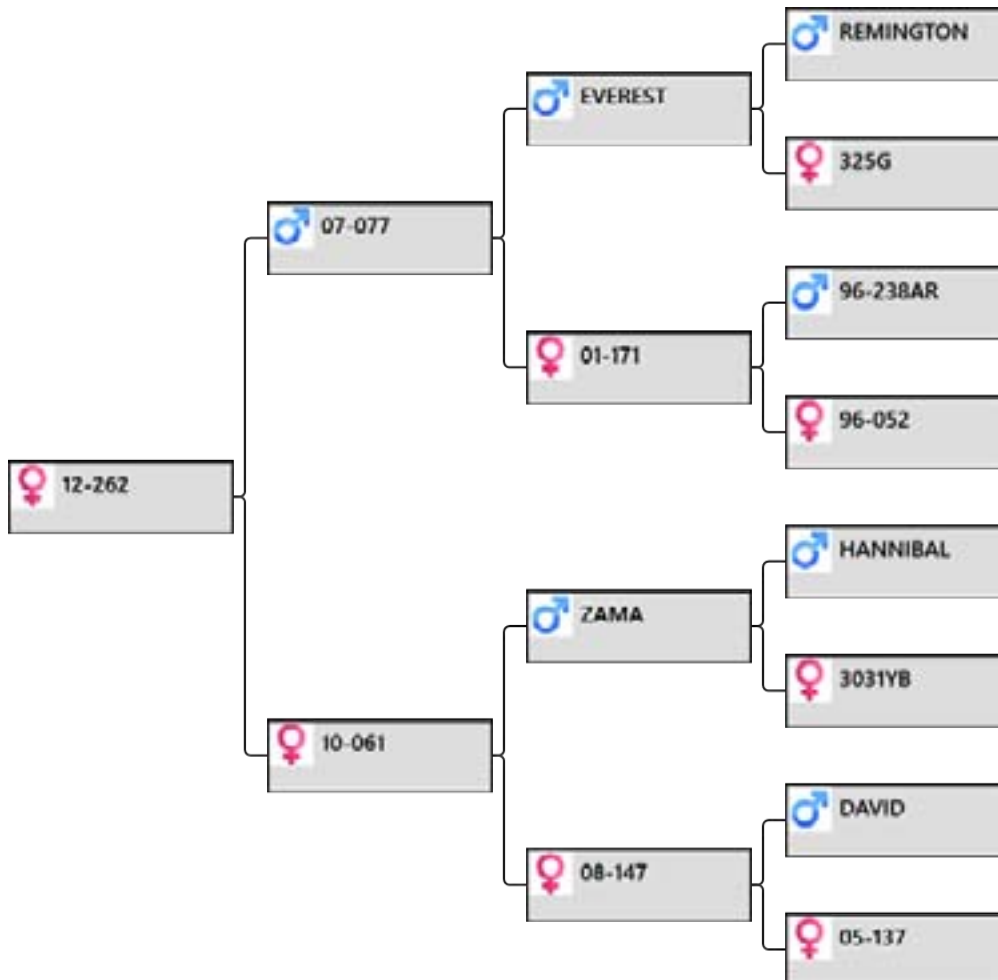 REMINGTON
EVEREST
325G
07-077
96-238AR
01-171
96-052
12-262
HANNIBAL
ZAMA
3031YB
10-061
DAVID
08-147
05-137